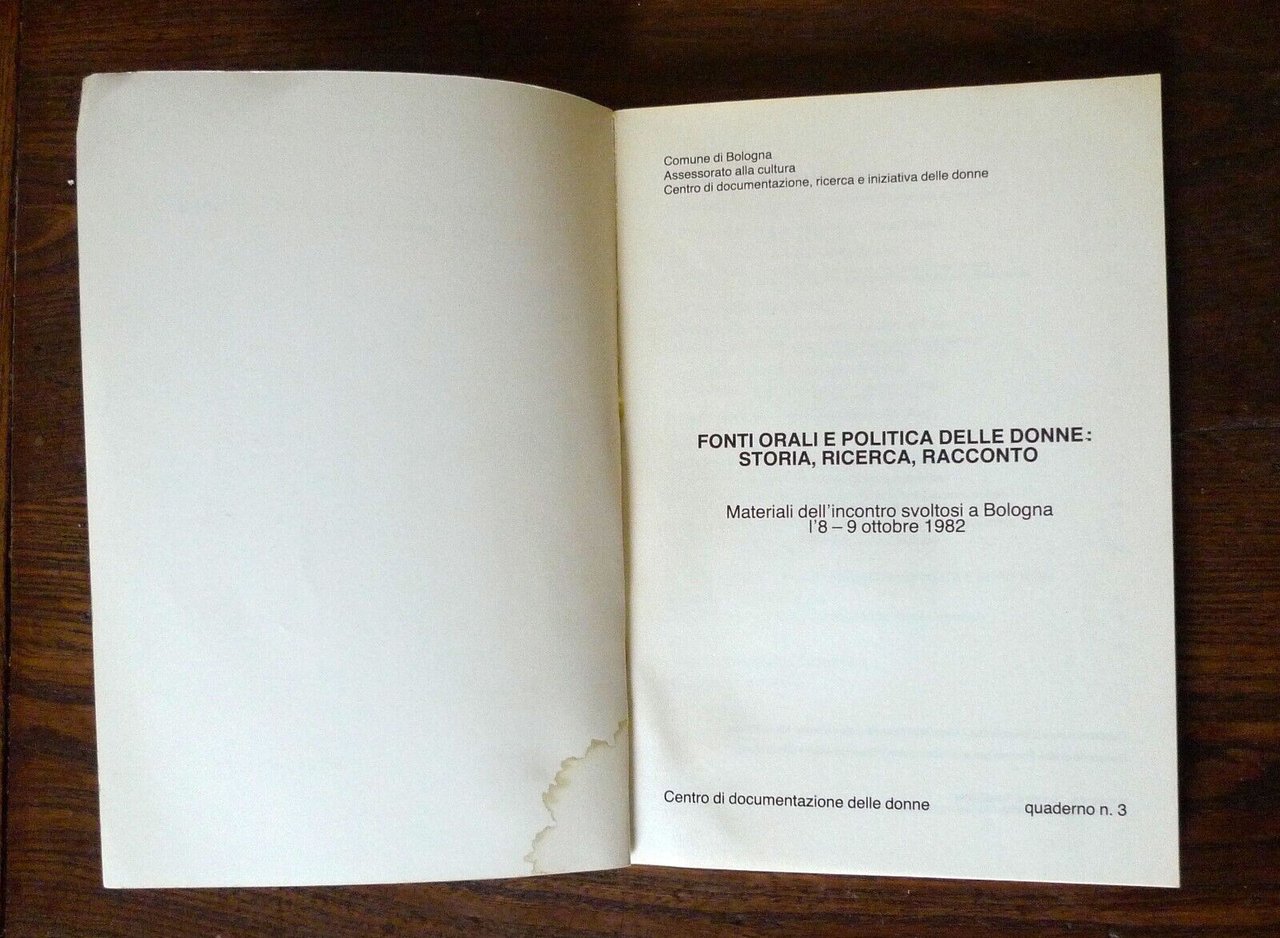 Comune di Bologna
Assessorato alla cultura
Centro di documentazione, ricerca e iniziativa delle donne
FONTI ORALI E POLITICA DELLE DONNE:
STORIA, RICERCA, RACCONTO
Materiali dell'incontro svoltosi a Bologna
l'8 – 9 ottobre 1982
Centro di documentazione delle donne
quaderno n. 3